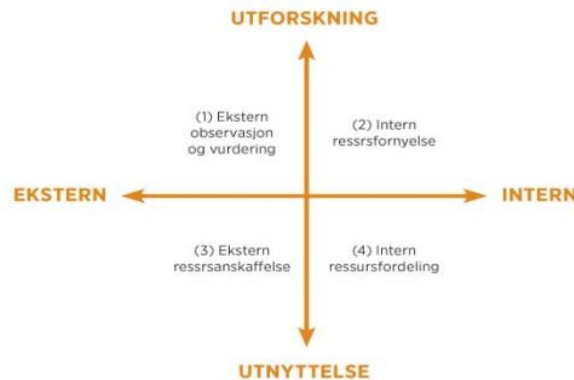 UTFORSKNING
(1) Ekstern
observasjon
og vurdering
(2) Intern
ressrsfornyelse
EKSTERN
INTERN
(3) Ekstern
ressrsanskaffelse
(4) Intern
ressursfordeling
UTNYTTELSE